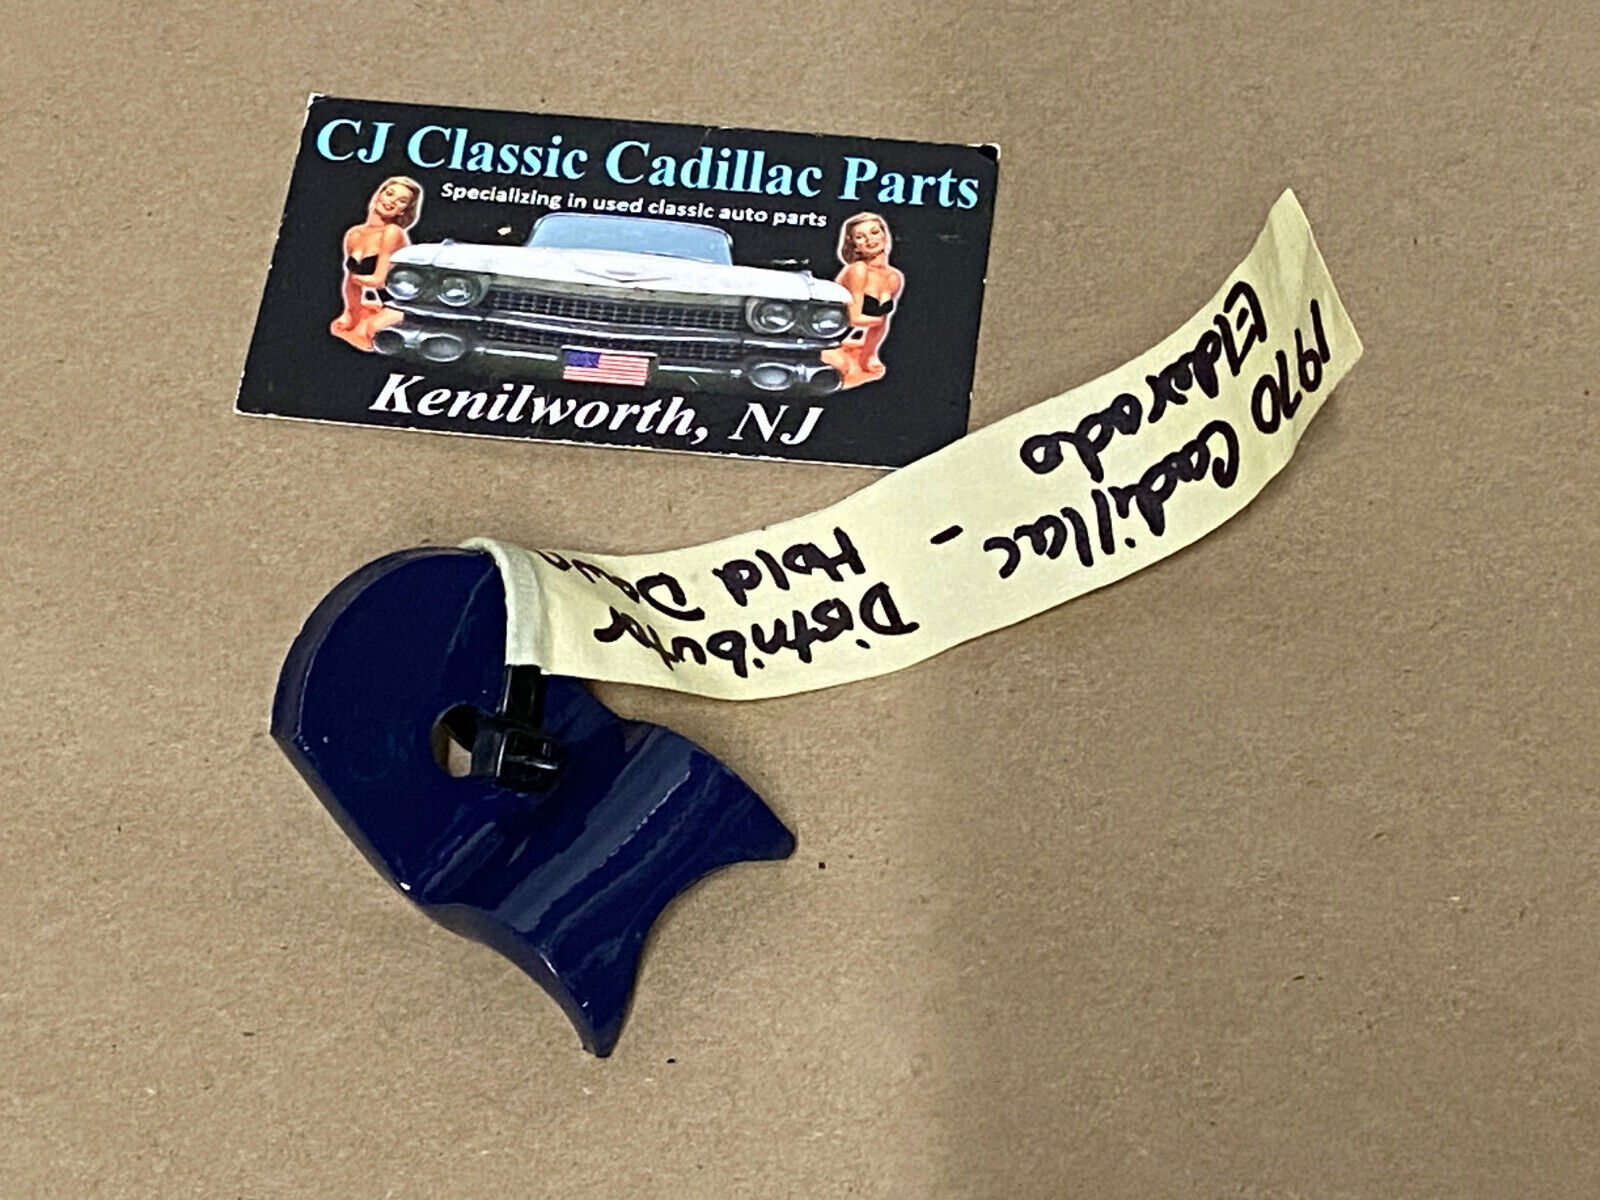 CJ Classic Cadillac Parts
Specializing in used classic auto parts
Kenilworth, NJ
1970 Cadillac -
Eldorado
Distributor
Hold Down